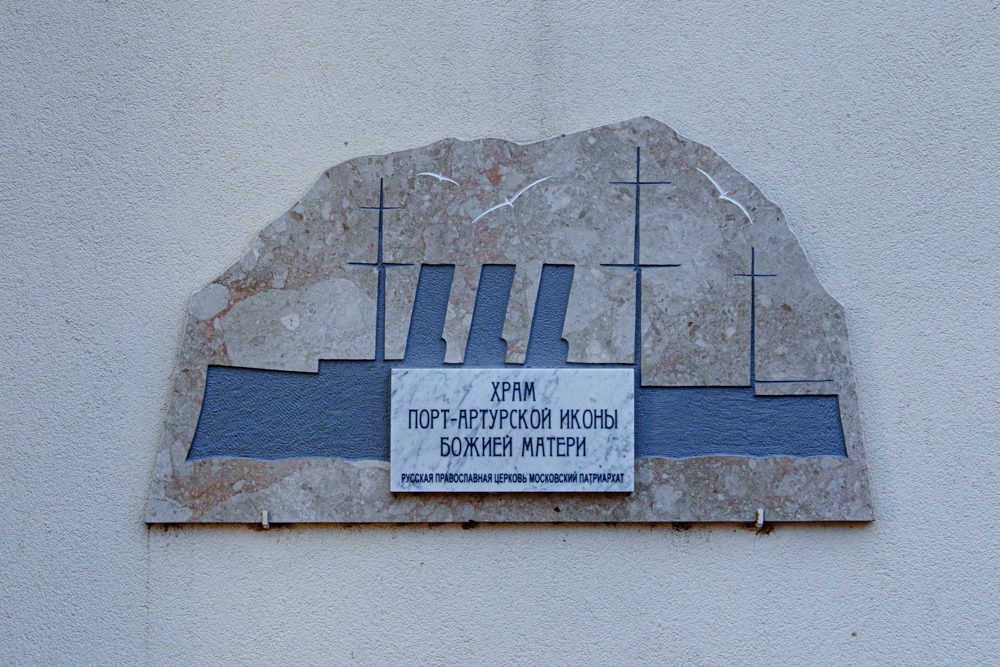 ХРАМ
ПОРТ-АРТУРСКОЙ ИКОНЫ
БОЖИЕЙ МАТЕРИ
РУССКАЯ ПРАВОСЛАВНАЯ ЦЕРКОВЬ МОСКОВСКИЙ ПАТРИАРХАТ